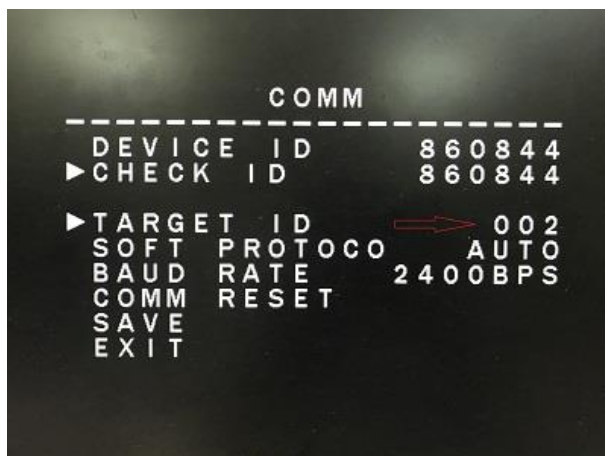 COMM
DEVICE ID 860844
CHECK ID 860844
TARGET ID 002
SOFT PROTOCO AUTO
BAUD RATE 2400BPS
COMM RESET
SAVE
EXIT